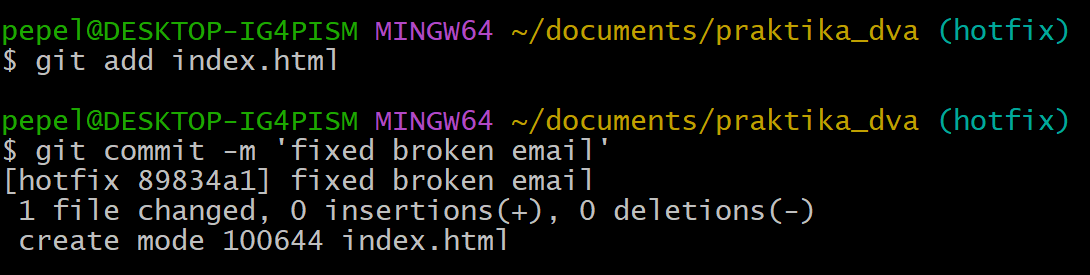 pepel@DESKTOP-IG4PISM MINGW64 ~/documents/praktika_dva (hotfix)
$ git add index.html
pepel@DESKTOP-IG4PISM MINGW64 ~/documents/praktika_dva (hotfix)
$ git commit -m 'fixed broken email'
[hotfix 89834a1] fixed broken email
 1 file changed, 0 insertions(+), 0 deletions(-)
 create mode 100644 index.html